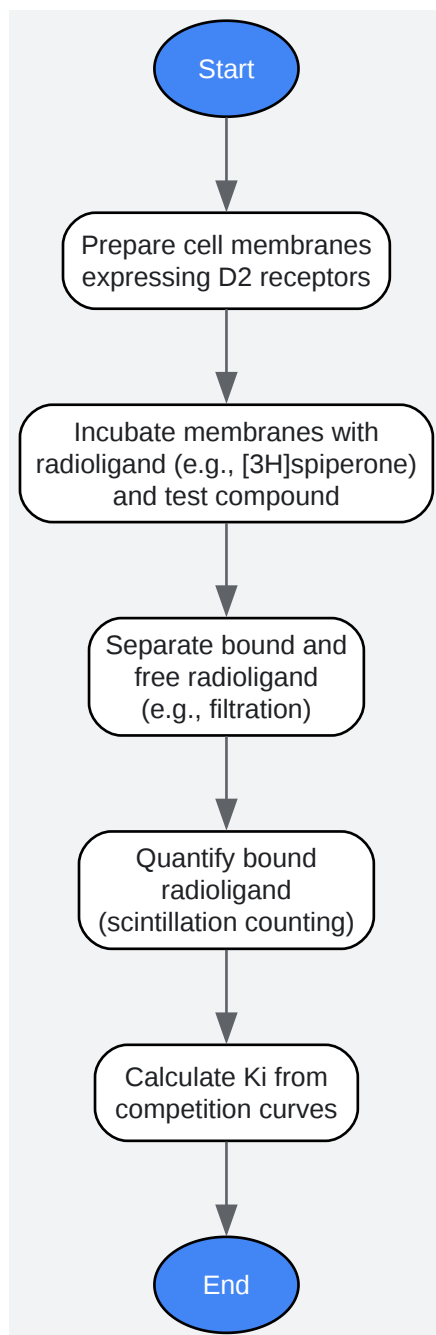 Start
Prepare cell membranes
expressing D2 receptors
Incubate membranes with
radioligand (e.g., [3H]spiperone)
and test compound
Separate bound and
free radioligand
(e.g., filtration)
Quantify bound
radioligand
(scintillation counting)
Calculate Ki from
competition curves
End